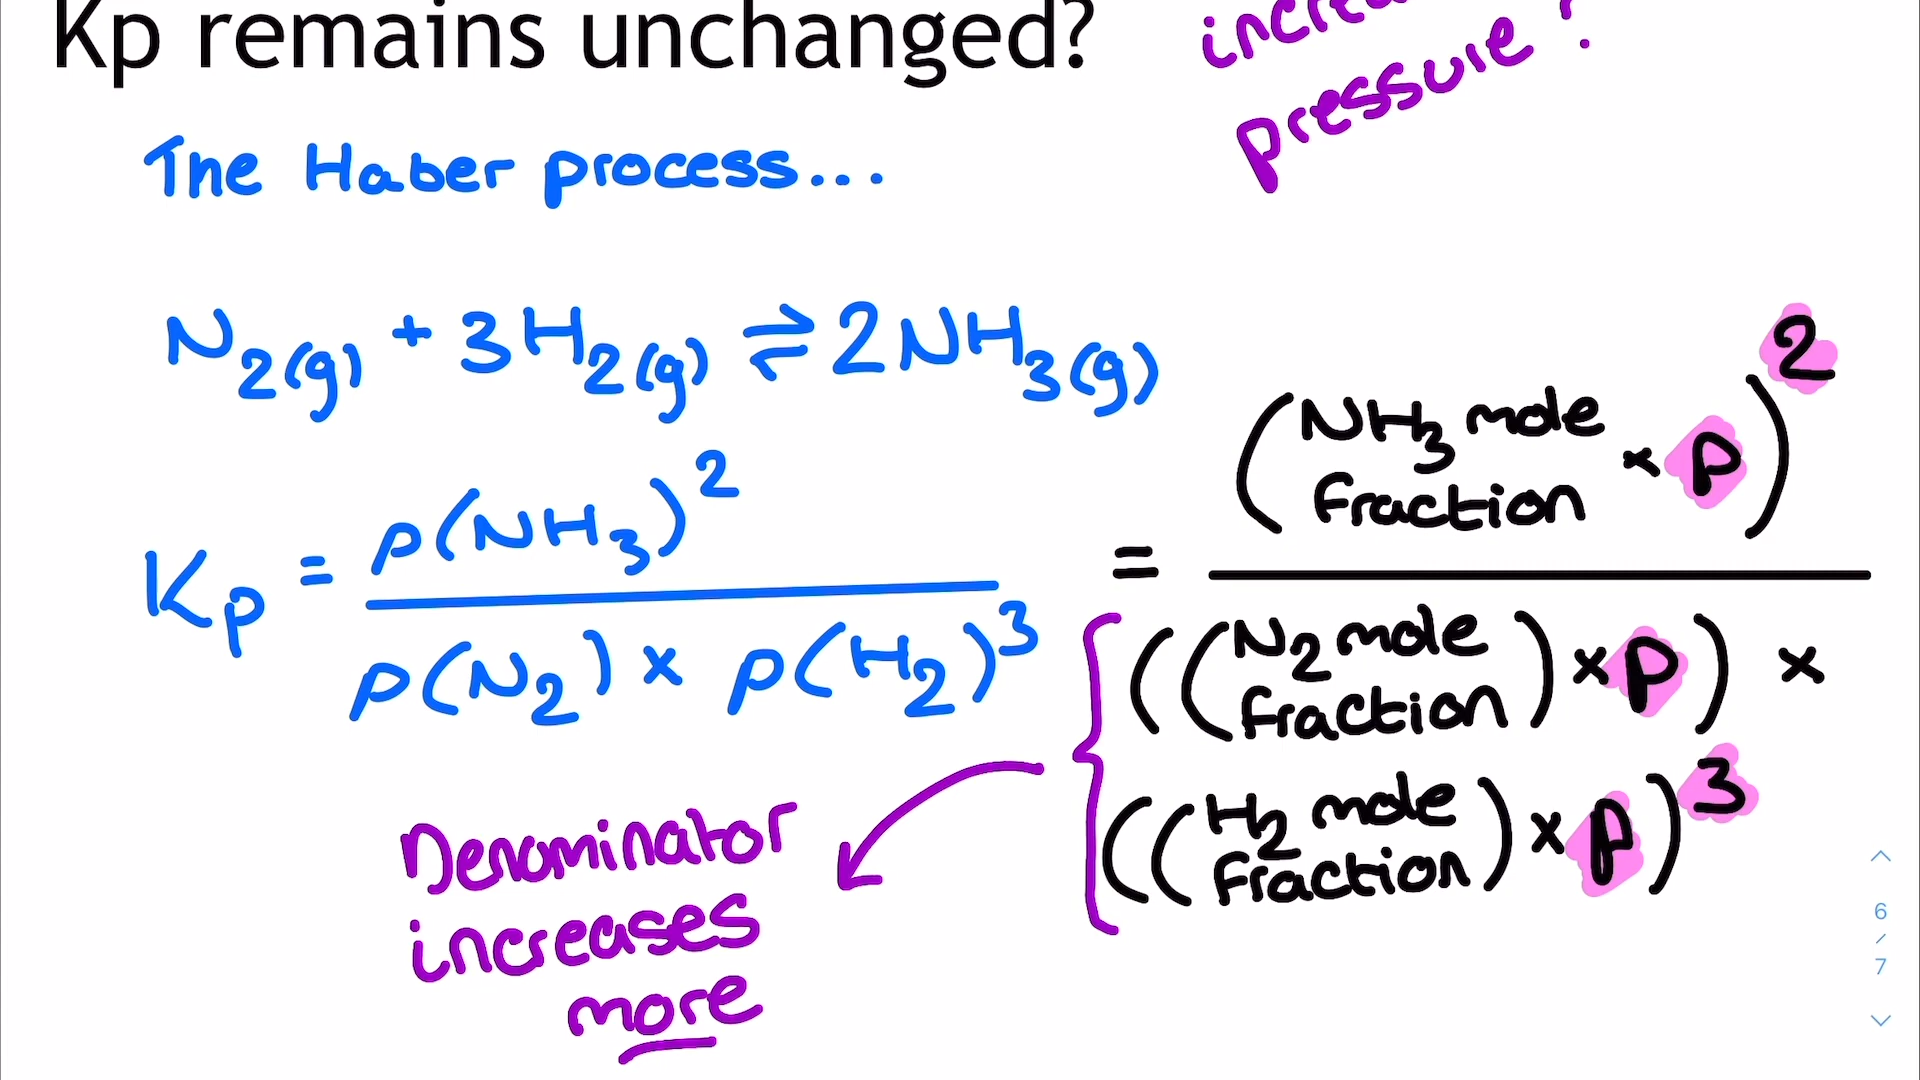 Kp remains unchanged?
pressure?
The Haber process...
N2(g) + 3H2(g) ⇌ 2NH3(g)
Kp = p(NH3)^2
p(N2) x p(H2)^3
= (NH3 mole fraction x p)^2
((N2 mole fraction) x p) x
((H2 mole fraction) x p)^3
Denominator
increases
more
6
/
7